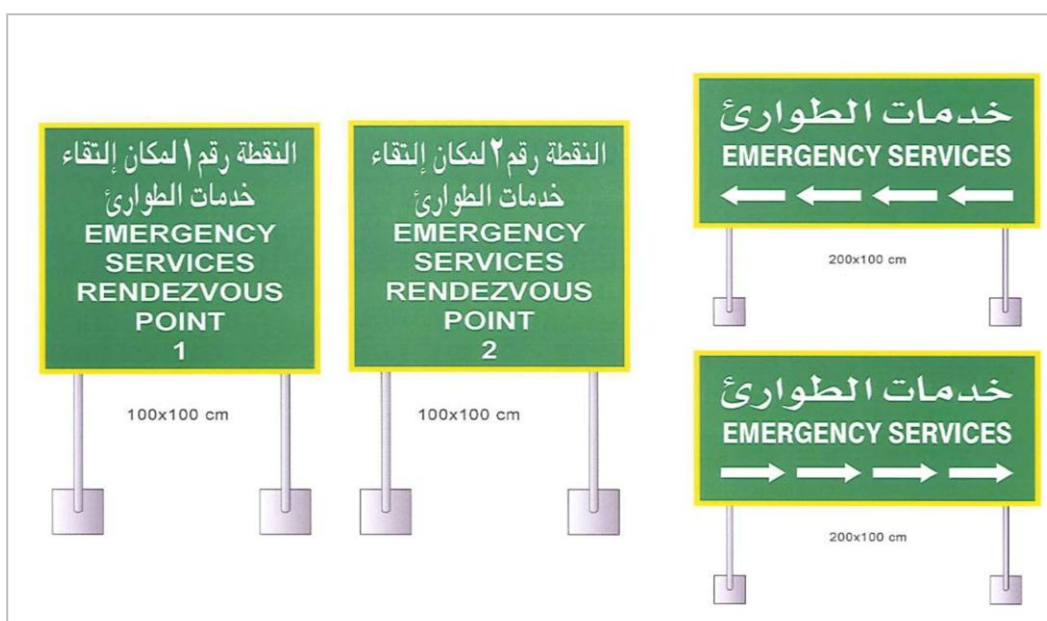 النقطة رقم ١ لمكان إلتقاء
خدمات الطوارئ
EMERGENCY
SERVICES
RENDEZVOUS
POINT
1
100x100 cm
النقطة رقم ٢ لمكان إلتقاء
خدمات الطوارئ
EMERGENCY
SERVICES
RENDEZVOUS
POINT
2
100x100 cm
خدمات الطوارئ
EMERGENCY SERVICES
200x100 cm
خدمات الطوارئ
EMERGENCY SERVICES
200x100 cm